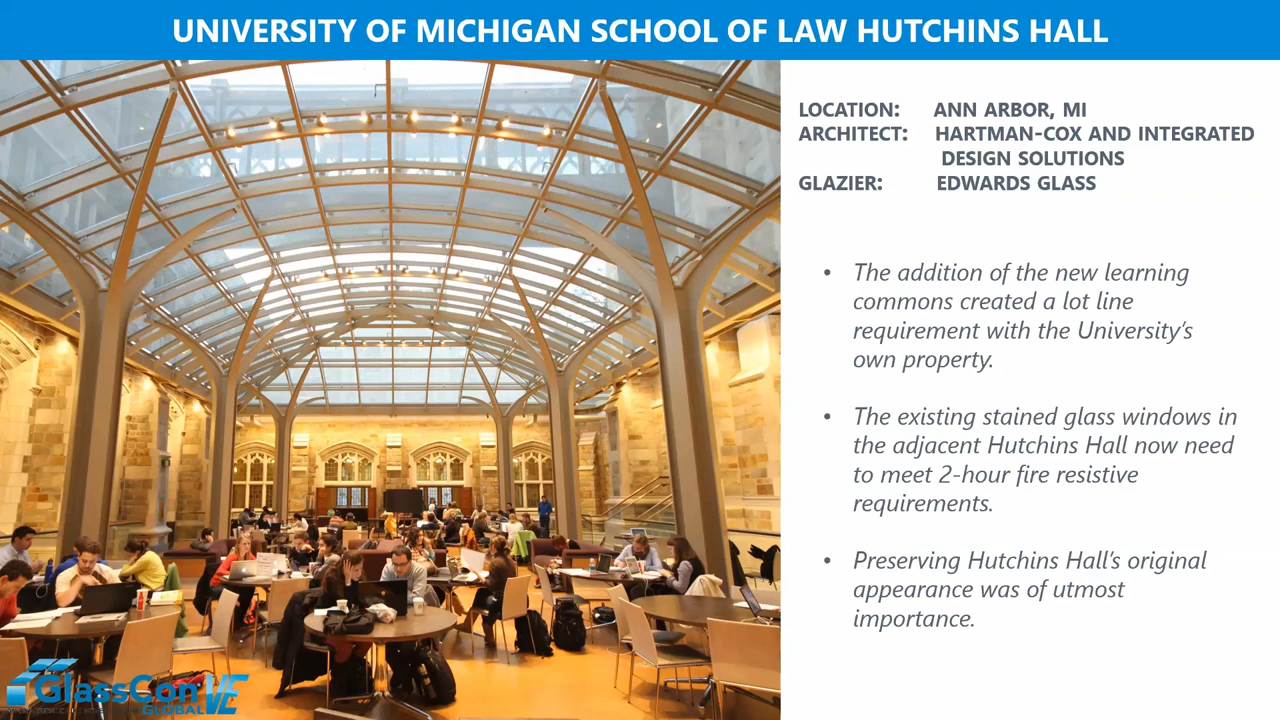 UNIVERSITY OF MICHIGAN SCHOOL OF LAW HUTCHINS HALL
LOCATION: ANN ARBOR, MI
ARCHITECT: HARTMAN-COX AND INTEGRATED
DESIGN SOLUTIONS
GLAZIER: EDWARDS GLASS
• The addition of the new learning
commons created a lot line
requirement with the University's
own property.
• The existing stained glass windows in
the adjacent Hutchins Hall now need
to meet 2-hour fire resistive
requirements.
• Preserving Hutchins Hall's original
appearance was of utmost
importance.
GlassCon VE
GLOBAL